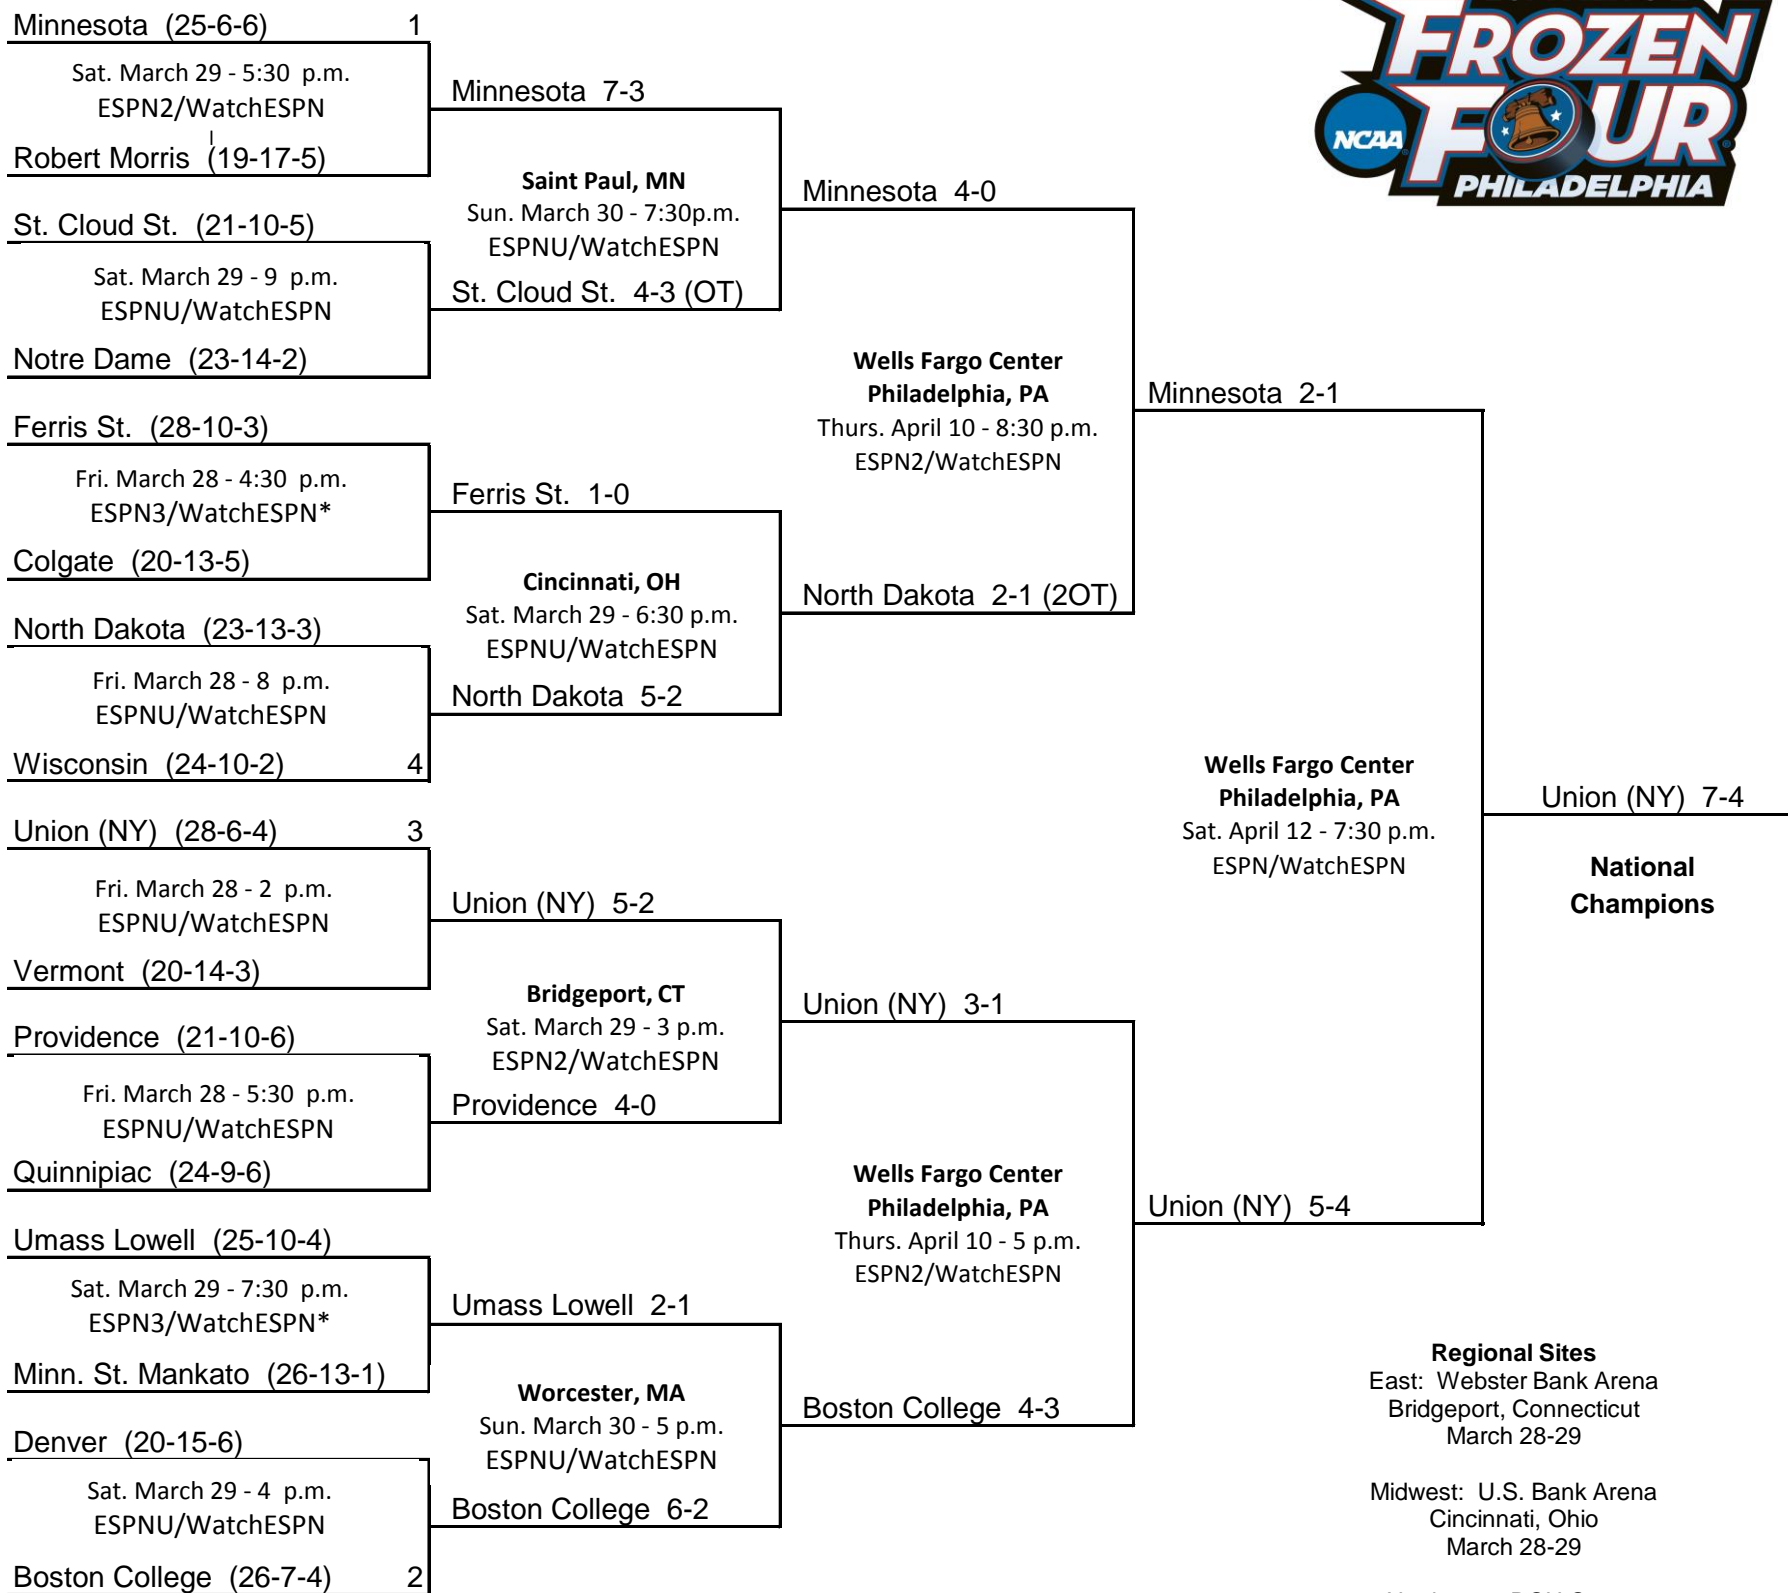 FROZEN
FOUR
NCAA
PHILADELPHIA
Minnesota (25-6-6) 1
Sat. March 29 - 5:30 p.m.
ESPN2/WatchESPN
Robert Morris (19-17-5)
St. Cloud St. (21-10-5)
Sat. March 29 - 9 p.m.
ESPNU/WatchESPN
Notre Dame (23-14-2)
Ferris St. (28-10-3)
Fri. March 28 - 4:30 p.m.
ESPN3/WatchESPN*
Colgate (20-13-5)
North Dakota (23-13-3)
Fri. March 28 - 8 p.m.
ESPNU/WatchESPN
Wisconsin (24-10-2) 4
Union (NY) (28-6-4) 3
Fri. March 28 - 2 p.m.
ESPNU/WatchESPN
Vermont (20-14-3)
Providence (21-10-6)
Fri. March 28 - 5:30 p.m.
ESPNU/WatchESPN
Quinnipiac (24-9-6)
Umass Lowell (25-10-4)
Sat. March 29 - 7:30 p.m.
ESPN3/WatchESPN*
Minn. St. Mankato (26-13-1)
Denver (20-15-6)
Sat. March 29 - 4 p.m.
ESPNU/WatchESPN
Boston College (26-7-4) 2
Minnesota 7-3
Saint Paul, MN
Sun. March 30 - 7:30p.m.
ESPNU/WatchESPN
St. Cloud St. 4-3 (OT)
Ferris St. 1-0
Cincinnati, OH
Sat. March 29 - 6:30 p.m.
ESPNU/WatchESPN
North Dakota 5-2
Union (NY) 5-2
Bridgeport, CT
Sat. March 29 - 3 p.m.
ESPN2/WatchESPN
Providence 4-0
Umass Lowell 2-1
Worcester, MA
Sun. March 30 - 5 p.m.
ESPNU/WatchESPN
Boston College 6-2
Minnesota 4-0
Wells Fargo Center
Philadelphia, PA
Thurs. April 10 - 8:30 p.m.
ESPN2/WatchESPN
North Dakota 2-1 (2OT)
Union (NY) 3-1
Wells Fargo Center
Philadelphia, PA
Thurs. April 10 - 5 p.m.
ESPN2/WatchESPN
Boston College 4-3
Minnesota 2-1
Wells Fargo Center
Philadelphia, PA
Sat. April 12 - 7:30 p.m.
ESPN/WatchESPN
Union (NY) 5-4
Union (NY) 7-4
National
Champions
Regional Sites
East: Webster Bank Arena
Bridgeport, Connecticut
March 28-29
Midwest: U.S. Bank Arena
Cincinnati, Ohio
March 28-29